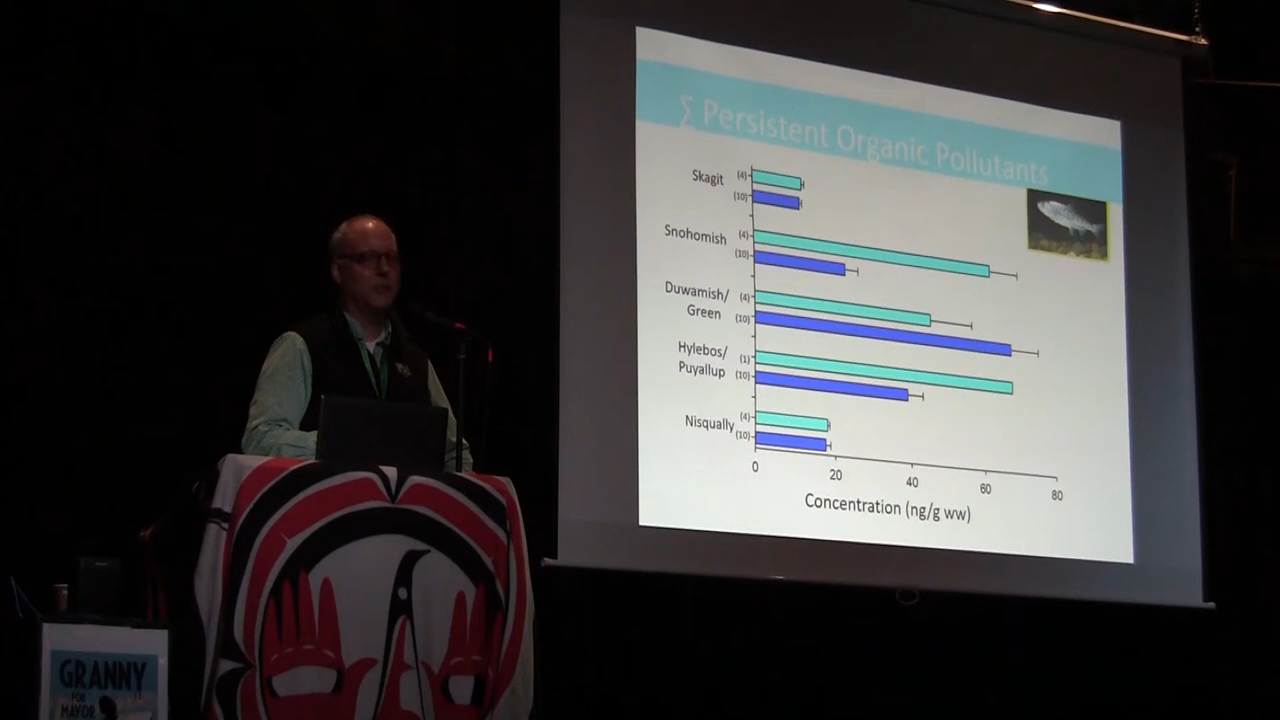 ∑ Persistent Organic Pollutants
Skagit
(4)
(10)
Snohomish
(4)
(10)
Duwamish/
Green
(4)
(10)
Hylebos/
Puyallup
(1)
(10)
Nisqually
(4)
(10)
0 20 40 60 80
Concentration (ng/g ww)
GRANNY
FOR
MAYOR